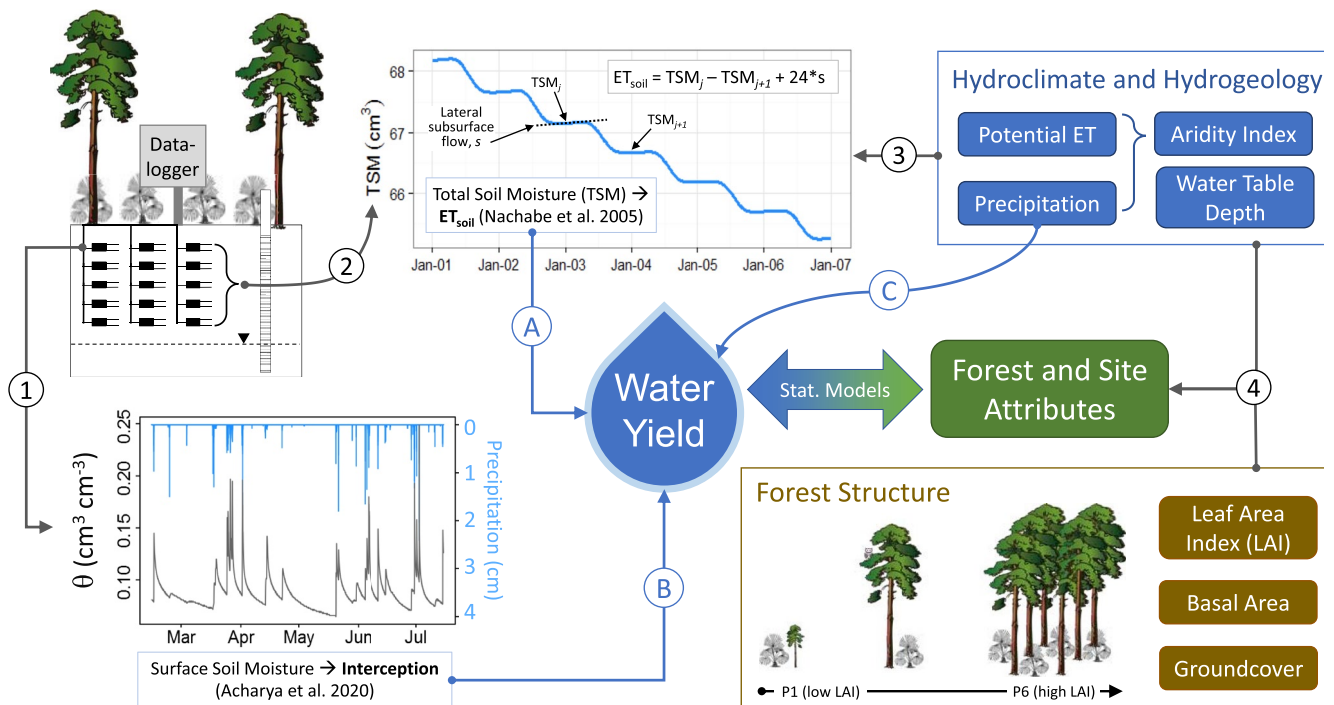 Data-
logger
1
2
TSM (cm³)
68
67
66
TSMⱼ
Lateral
subsurface
flow, s
TSMⱼ₊₁
ETsoil = TSMⱼ – TSMⱼ₊₁ + 24*s
Total Soil Moisture (TSM) →
ETsoil (Nachabe et al. 2005)
Jan-01 Jan-02 Jan-03 Jan-04 Jan-05 Jan-06 Jan-07
3
Hydroclimate and Hydrogeology
Potential ET
Aridity Index
Precipitation
Water Table
Depth
A
C
B
4
Water
Yield
Stat. Models
Forest and Site
Attributes
θ (cm³ cm⁻³)
0.25
0.20
0.15
0.10
0
1
2
3
4
Precipitation (cm)
Mar Apr May Jun Jul
Surface Soil Moisture → Interception
(Acharya et al. 2020)
Forest Structure
Leaf Area
Index (LAI)
Basal Area
Groundcover
P1 (low LAI)
P6 (high LAI)